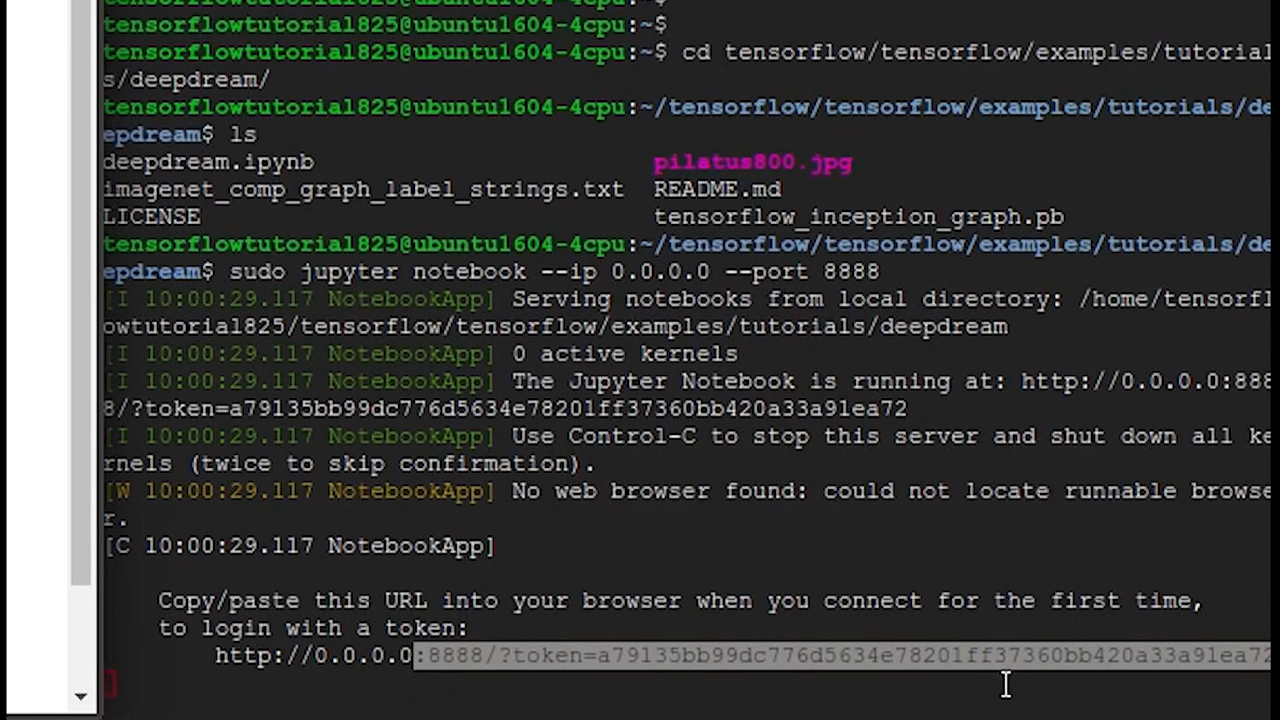 tensorflowtutorial825@ubuntu1604-4cpu:~$
tensorflowtutorial825@ubuntu1604-4cpu:~$
tensorflowtutorial825@ubuntu1604-4cpu:~$ cd tensorflow/tensorflow/examples/tutorial
s/deepdream/
tensorflowtutorial825@ubuntu1604-4cpu:~/tensorflow/tensorflow/examples/tutorials/de
epdream$ ls
deepdream.ipynb pilatus800.jpg
imagenet_comp_graph_label_strings.txt README.md
LICENSE tensorflow_inception_graph.pb
tensorflowtutorial825@ubuntu1604-4cpu:~/tensorflow/tensorflow/examples/tutorials/de
epdream$ sudo jupyter notebook --ip 0.0.0.0 --port 8888
[I 10:00:29.117 NotebookApp] Serving notebooks from local directory: /home/tensorfl
owtutorial825/tensorflow/tensorflow/examples/tutorials/deepdream
[I 10:00:29.117 NotebookApp] 0 active kernels
[I 10:00:29.117 NotebookApp] The Jupyter Notebook is running at: http://0.0.0.0:888
8/?token=a79135bb99dc776d5634e78201ff37360bb420a33a91ea72
[I 10:00:29.117 NotebookApp] Use Control-C to stop this server and shut down all ke
rnels (twice to skip confirmation).
[W 10:00:29.117 NotebookApp] No web browser found: could not locate runnable browse
r.
[C 10:00:29.117 NotebookApp]
Copy/paste this URL into your browser when you connect for the first time,
to login with a token:
http://0.0.0.0:8888/?token=a79135bb99dc776d5634e78201ff37360bb420a33a91ea72